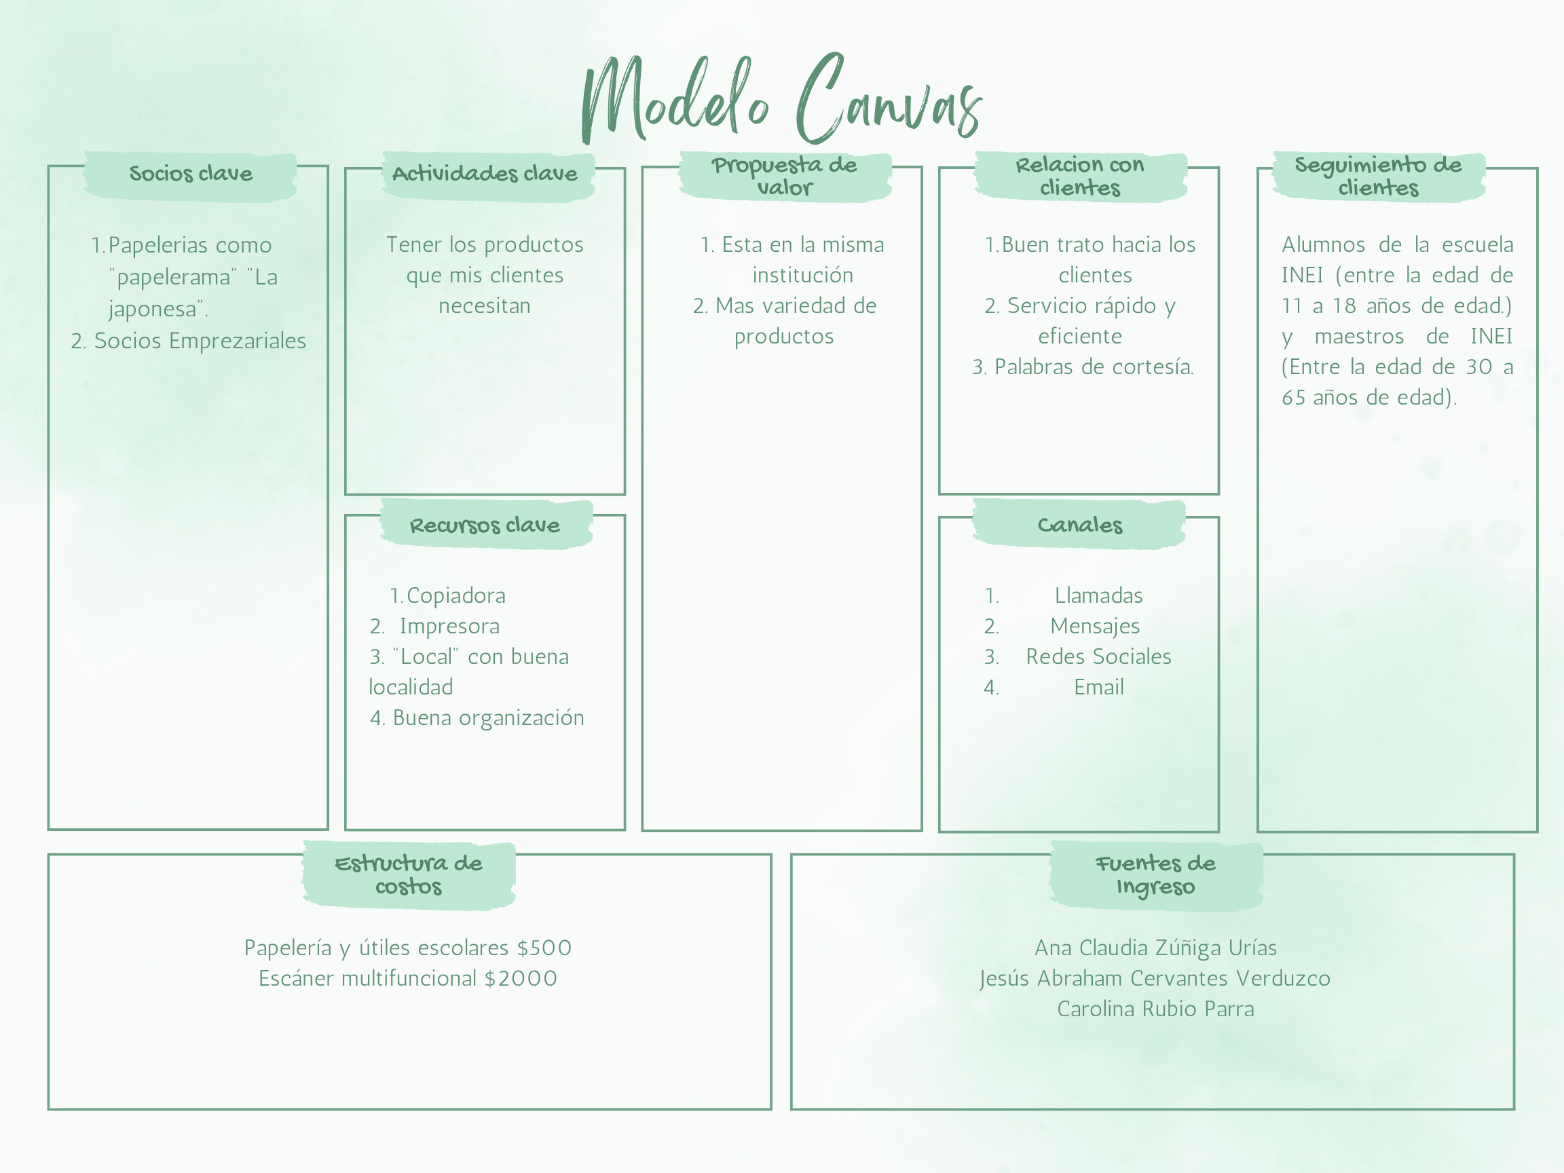 Modelo Canvas
Socios clave
1.Papelerias como
"papelerama" "La
japonesa".
2. Socios Emprezariales
Actividades clave
Tener los productos
que mis clientes
necesitan
Recursos clave
1.Copiadora
2. Impresora
3. "Local" con buena
localidad
4. Buena organización
Propuesta de
valor
1. Esta en la misma
institución
2. Mas variedad de
productos
Relacion con
clientes
1.Buen trato hacia los
clientes
2. Servicio rápido y
eficiente
3. Palabras de cortesía.
Canales
1. Llamadas
2. Mensajes
3. Redes Sociales
4. Email
Seguimiento de
clientes
Alumnos de la escuela
INEI (entre la edad de
11 a 18 años de edad.)
y maestros de INEI
(Entre la edad de 30 a
65 años de edad).
Estructura de
costos
Papelería y útiles escolares $500
Escáner multifuncional $2000
Fuentes de
Ingreso
Ana Claudia Zúñiga Urías
Jesús Abraham Cervantes Verduzco
Carolina Rubio Parra